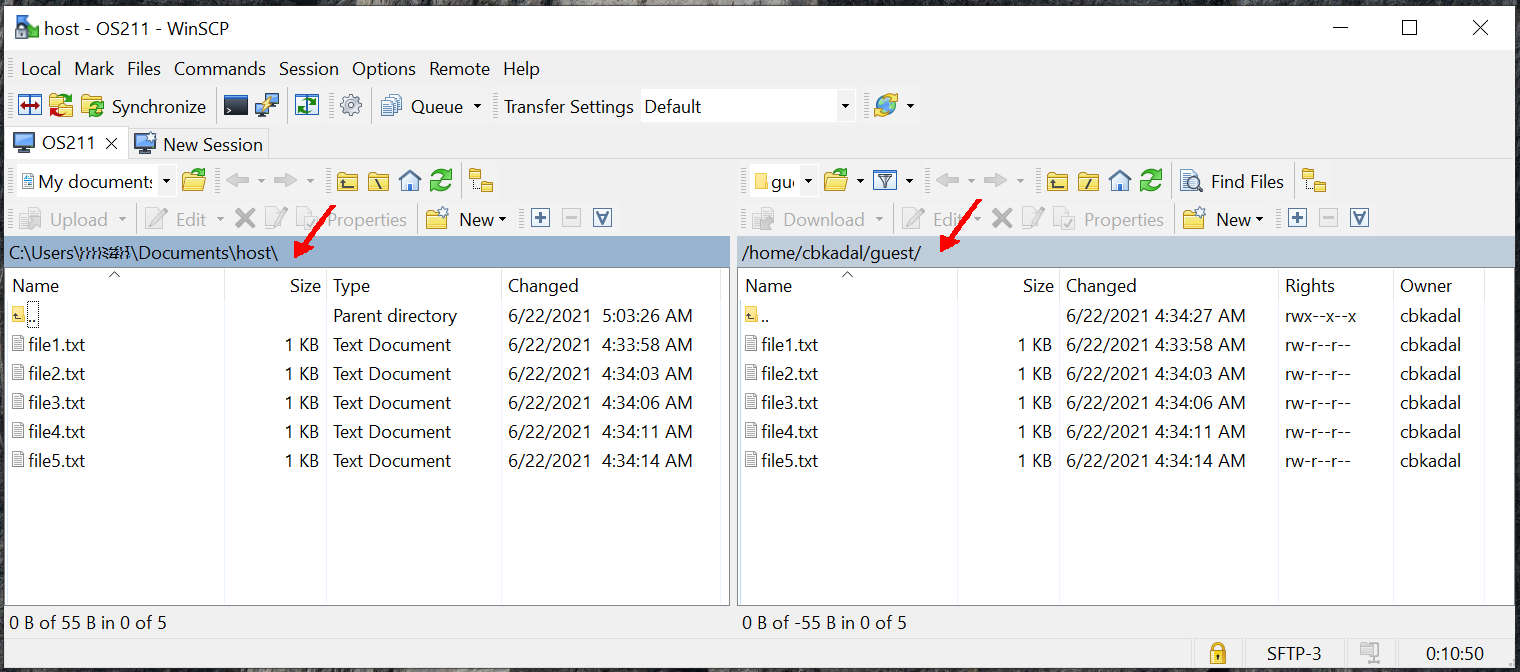 host - OS211 - WinSCP
Local Mark Files Commands Session Options Remote Help
Synchronize Queue Transfer Settings Default
OS211 New Session
My documents gu Find Files
Upload Edit Properties New Download Edit Properties New
C:\Users\ \Documents\host\ /home/cbkadal/guest/
Name Size Type Changed Name Size Changed Rights Owner
.. Parent directory 6/22/2021 5:03:26 AM .. 6/22/2021 4:34:27 AM rwx--x--x cbkadal
file1.txt 1 KB Text Document 6/22/2021 4:33:58 AM file1.txt 1 KB 6/22/2021 4:33:58 AM rw-r--r-- cbkadal
file2.txt 1 KB Text Document 6/22/2021 4:34:03 AM file2.txt 1 KB 6/22/2021 4:34:03 AM rw-r--r-- cbkadal
file3.txt 1 KB Text Document 6/22/2021 4:34:06 AM file3.txt 1 KB 6/22/2021 4:34:06 AM rw-r--r-- cbkadal
file4.txt 1 KB Text Document 6/22/2021 4:34:11 AM file4.txt 1 KB 6/22/2021 4:34:11 AM rw-r--r-- cbkadal
file5.txt 1 KB Text Document 6/22/2021 4:34:14 AM file5.txt 1 KB 6/22/2021 4:34:14 AM rw-r--r-- cbkadal
0 B of 55 B in 0 of 5 0 B of -55 B in 0 of 5
SFTP-3 0:10:50